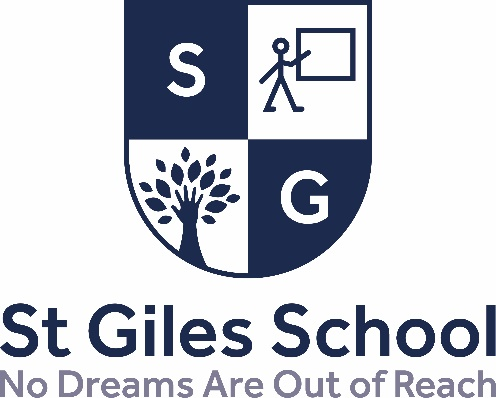 S
G
St Giles School
No Dreams Are Out of Reach